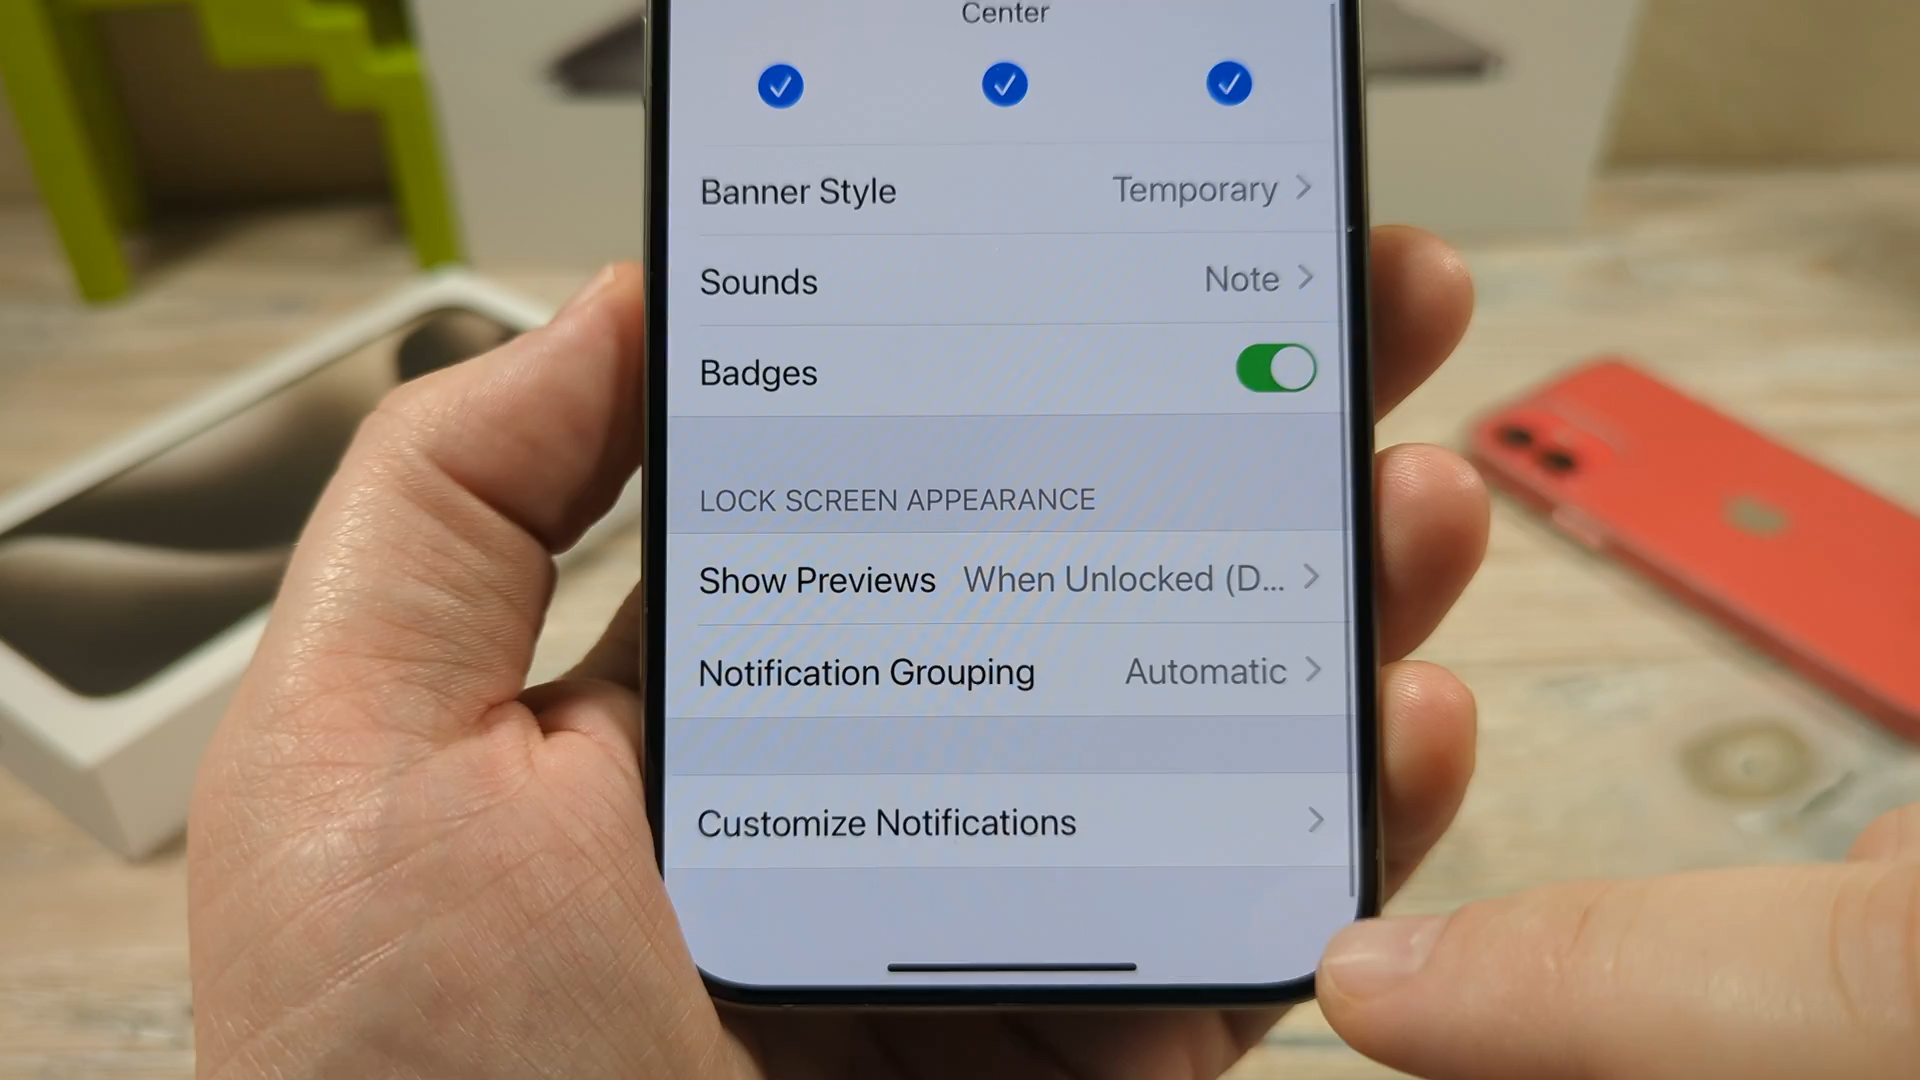 Center
Banner Style Temporary
Sounds Note
Badges
LOCK SCREEN APPEARANCE
Show Previews When Unlocked (D...
Notification Grouping Automatic
Customize Notifications